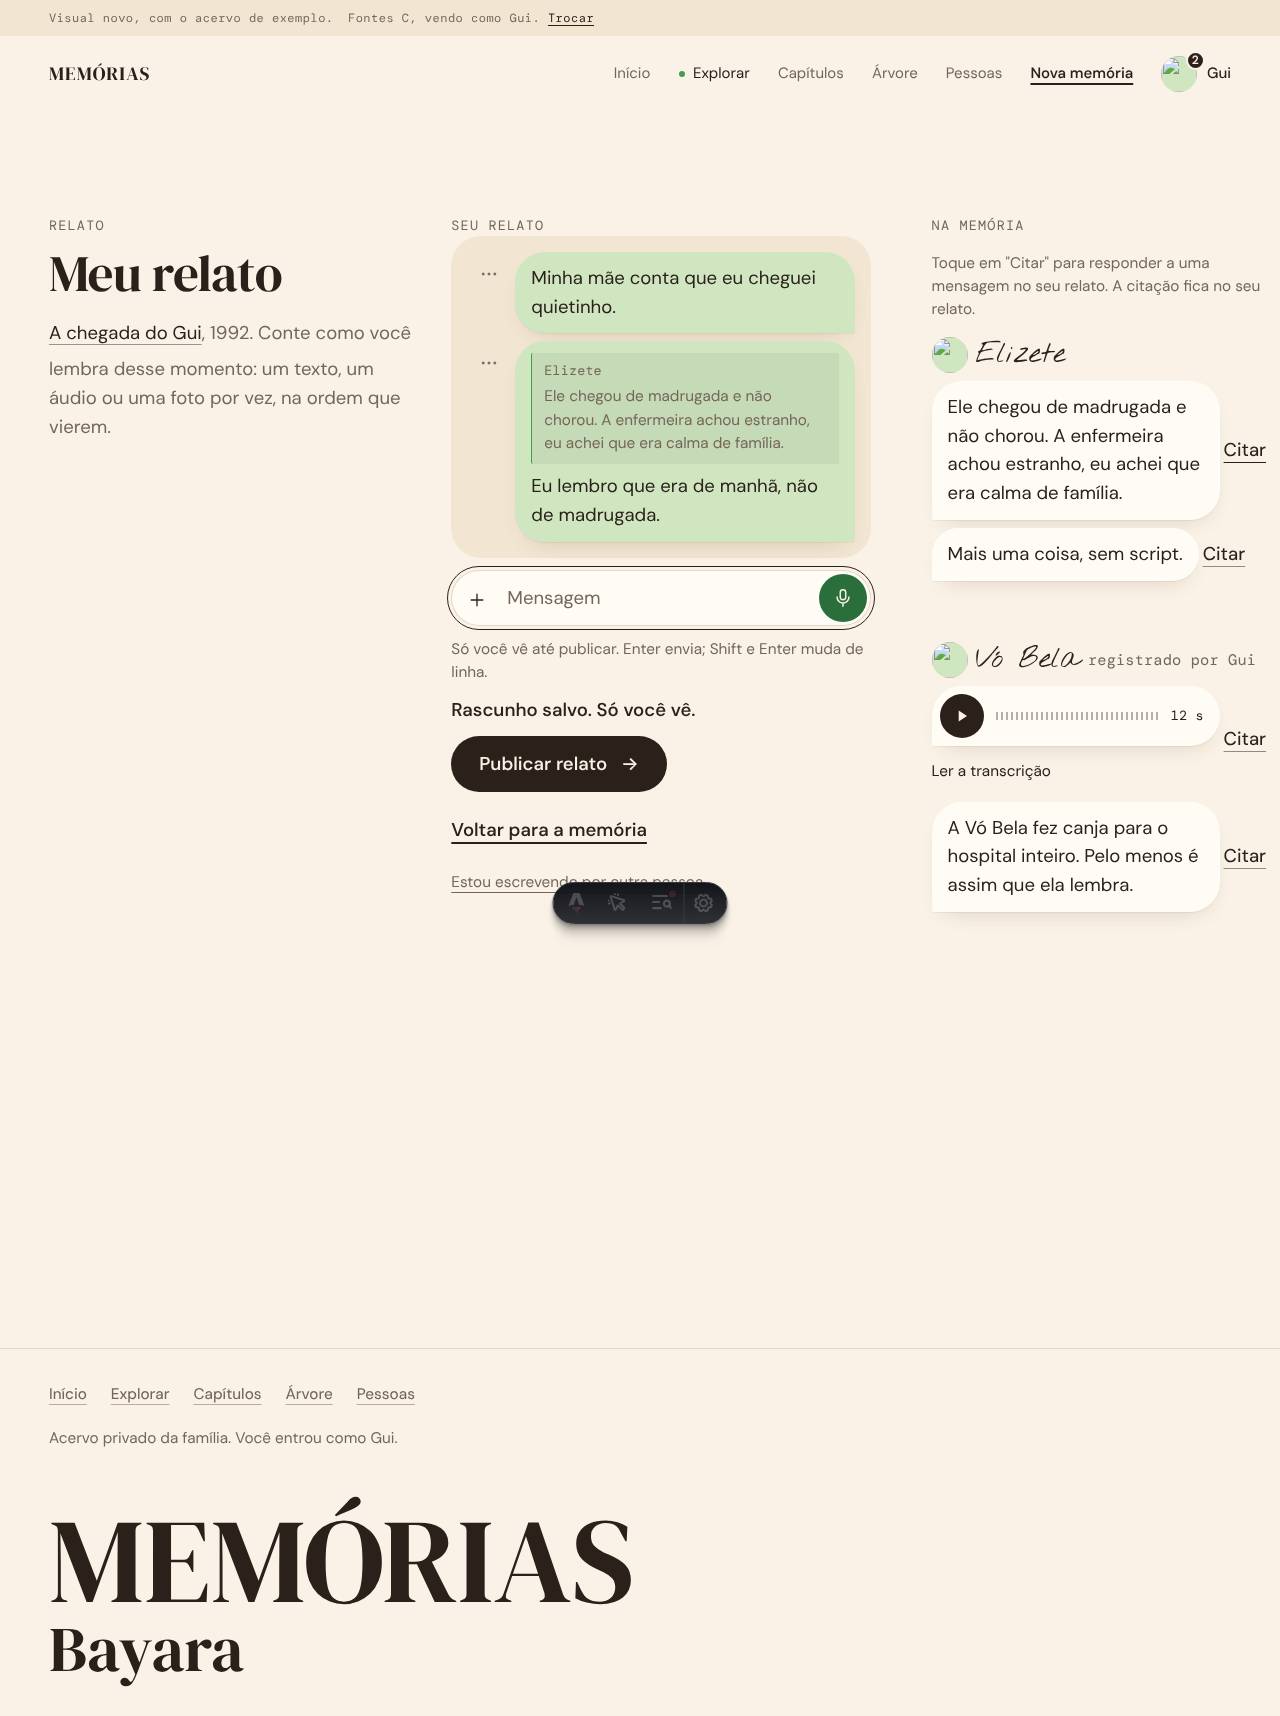 Visual novo, com o acervo de exemplo. Fontes C, vendo como Gui. Trocar
MEMÓRIAS
Início
Explorar
Capítulos
Árvore
Pessoas
Nova memória
2
Gui
RELATO
Meu relato
A chegada do Gui, 1992. Conte como você
lembra desse momento: um texto, um
áudio ou uma foto por vez, na ordem que
vierem.
SEU RELATO
Minha mãe conta que eu cheguei
quietinho.
Elizete
Ele chegou de madrugada e não
chorou. A enfermeira achou estranho,
eu achei que era calma de família.
Eu lembro que era de manhã, não
de madrugada.
Mensagem
Só você vê até publicar. Enter envia; Shift e Enter muda de
linha.
Rascunho salvo. Só você vê.
Publicar relato →
Voltar para a memória
Estou escrevendo por outra pessoa
NA MEMÓRIA
Toque em "Citar" para responder a uma
mensagem no seu relato. A citação fica no seu
relato.
Elizete
Ele chegou de madrugada e
não chorou. A enfermeira
achou estranho, eu achei que
era calma de família.
Citar
Mais uma coisa, sem script.
Citar
Vó Bela registrado por Gui
12 s
Citar
Ler a transcrição
A Vó Bela fez canja para o
hospital inteiro. Pelo menos é
assim que ela lembra.
Citar
Início
Explorar
Capítulos
Árvore
Pessoas
Acervo privado da família. Você entrou como Gui.
MEMÓRIAS
Bayara